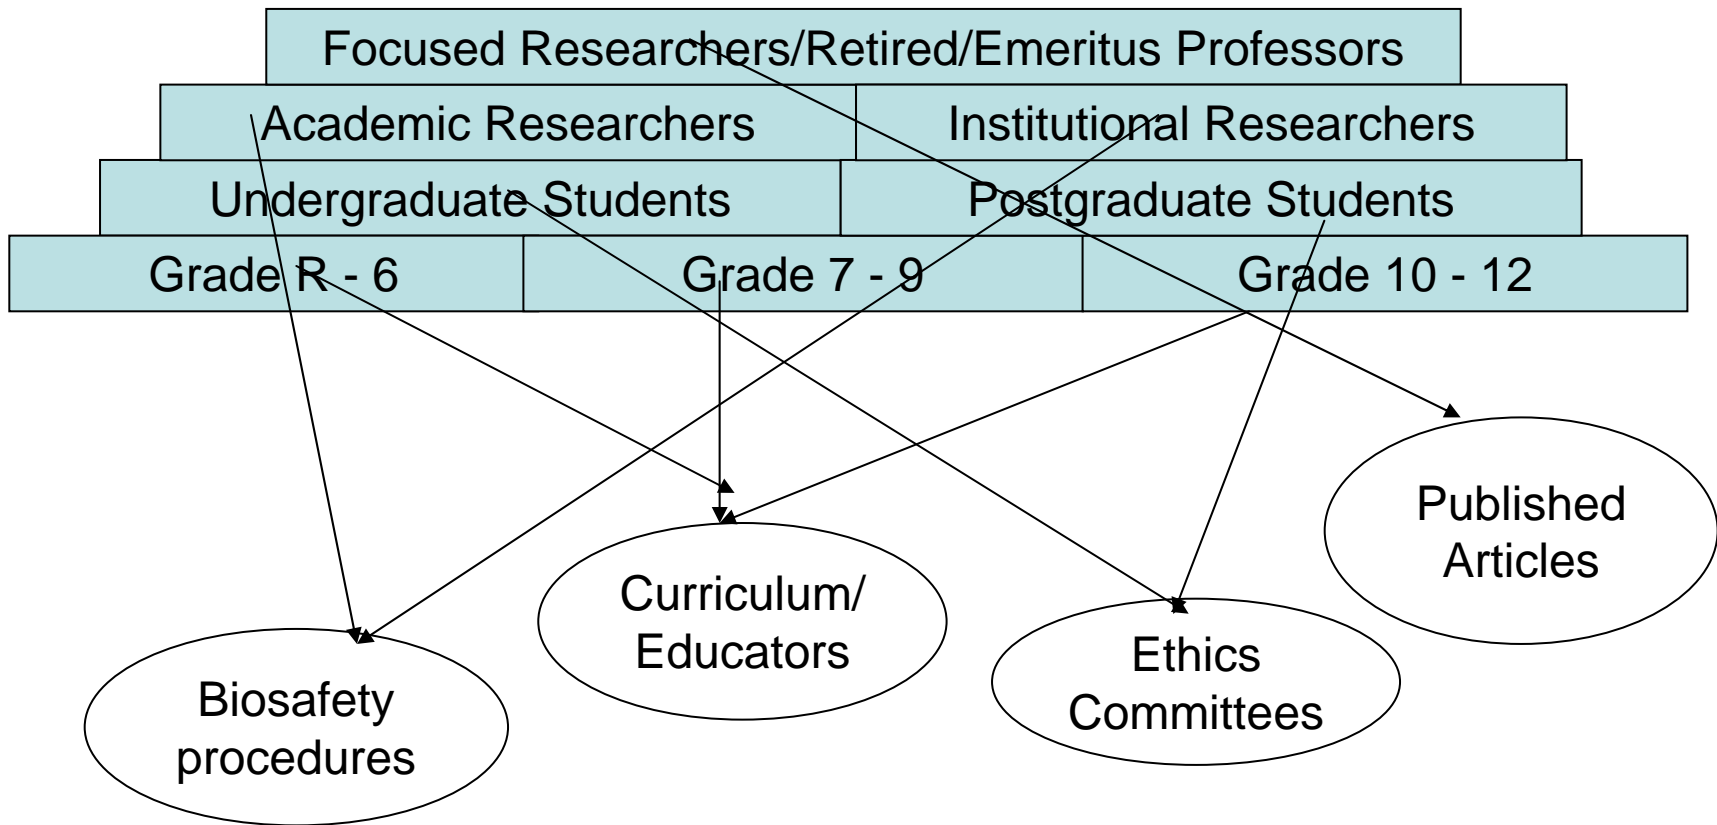 Focused Researchers/Retired/Emeritus Professors
Academic Researchers
Institutional Researchers
Undergraduate Students
Postgraduate Students
Grade R - 6
Grade 7 - 9
Grade 10 - 12
Published
Articles
Curriculum/
Educators
Ethics
Committees
Biosafety
procedures